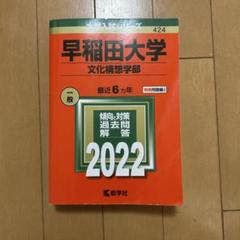 大学入試シリーズ
424
早稲田大学
文化構想学部
一般
最近6カ年
傾向と対策
過去問
解答
2022
教学社